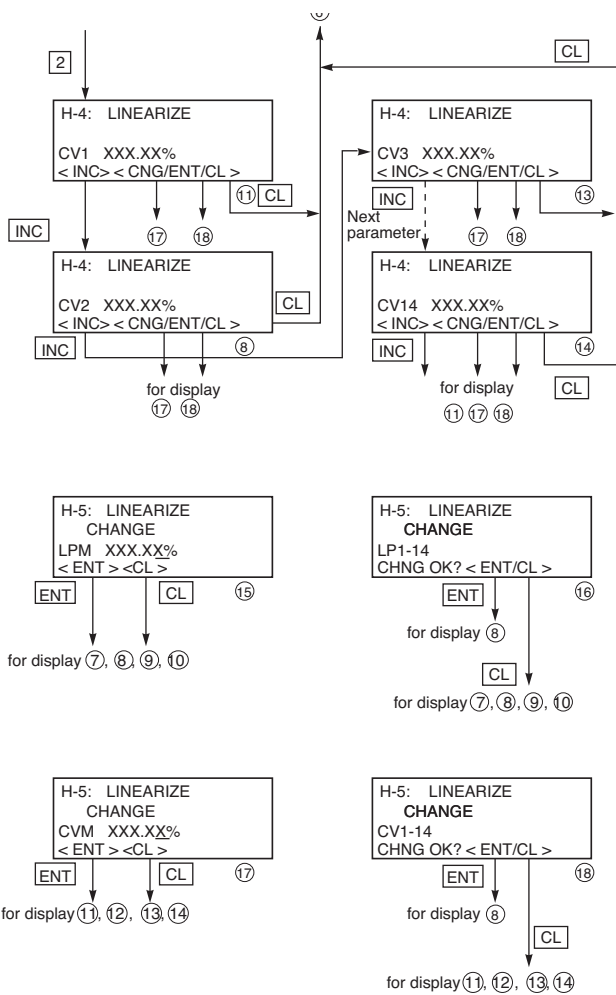 6
CL
2
H-4: LINEARIZE
CV1 XXX.XX%
< INC> < CNG/ENT/CL >
11 CL
INC
17 18
H-4: LINEARIZE
CV2 XXX.XX%
< INC> < CNG/ENT/CL >
CL
INC
8
for display
17 18
H-4: LINEARIZE
CV3 XXX.XX%
< INC> < CNG/ENT/CL >
INC
13
Next
parameter
17 18
H-4: LINEARIZE
CV14 XXX.XX%
< INC> < CNG/ENT/CL >
INC
14
CL
for display
11 17 18
H-5: LINEARIZE
CHANGE
LPM XXX.XX%
< ENT > <CL >
ENT CL 15
for display 7, 8, 9, 10
H-5: LINEARIZE
CHANGE
LP1-14
CHNG OK? < ENT/CL >
ENT 16
for display 8
CL
for display 7, 8, 9, 10
H-5: LINEARIZE
CHANGE
CVM XXX.XX%
< ENT > <CL >
ENT CL 17
for display 11, 12, 13, 14
H-5: LINEARIZE
CHANGE
CV1-14
CHNG OK? < ENT/CL >
ENT 18
for display 8
CL
for display 11, 12, 13, 14